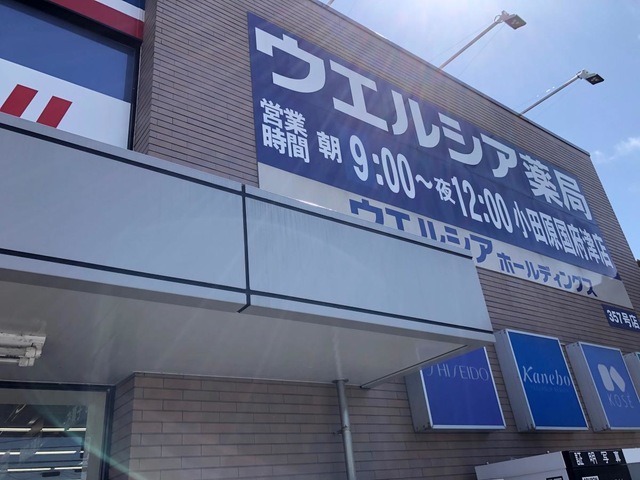 ウエルシア薬局
営業時間 朝9:00～夜12:00 小田原国府津店
ウエルシア ホールディングス
357号店
SHISEIDO
Kanebo
KOSÉ
証明写真